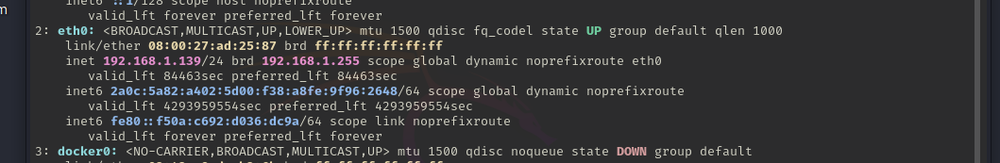 m
inet6 ::1/128 scope host noprefixroute
valid_lft forever preferred_lft forever
2: eth0: <BROADCAST,MULTICAST,UP,LOWER_UP> mtu 1500 qdisc fq_codel state UP group default qlen 1000
link/ether 08:00:27:ad:25:87 brd ff:ff:ff:ff:ff:ff
inet 192.168.1.139/24 brd 192.168.1.255 scope global dynamic noprefixroute eth0
valid_lft 84463sec preferred_lft 84463sec
inet6 2a0c:5a82:a402:5d00:f38:a8fe:9f96:2648/64 scope global dynamic noprefixroute
valid_lft 4293959554sec preferred_lft 4293959554sec
inet6 fe80::f50a:c692:d036:dc9a/64 scope link noprefixroute
valid_lft forever preferred_lft forever
3: docker0: <NO-CARRIER,BROADCAST,MULTICAST,UP> mtu 1500 qdisc noqueue state DOWN group default